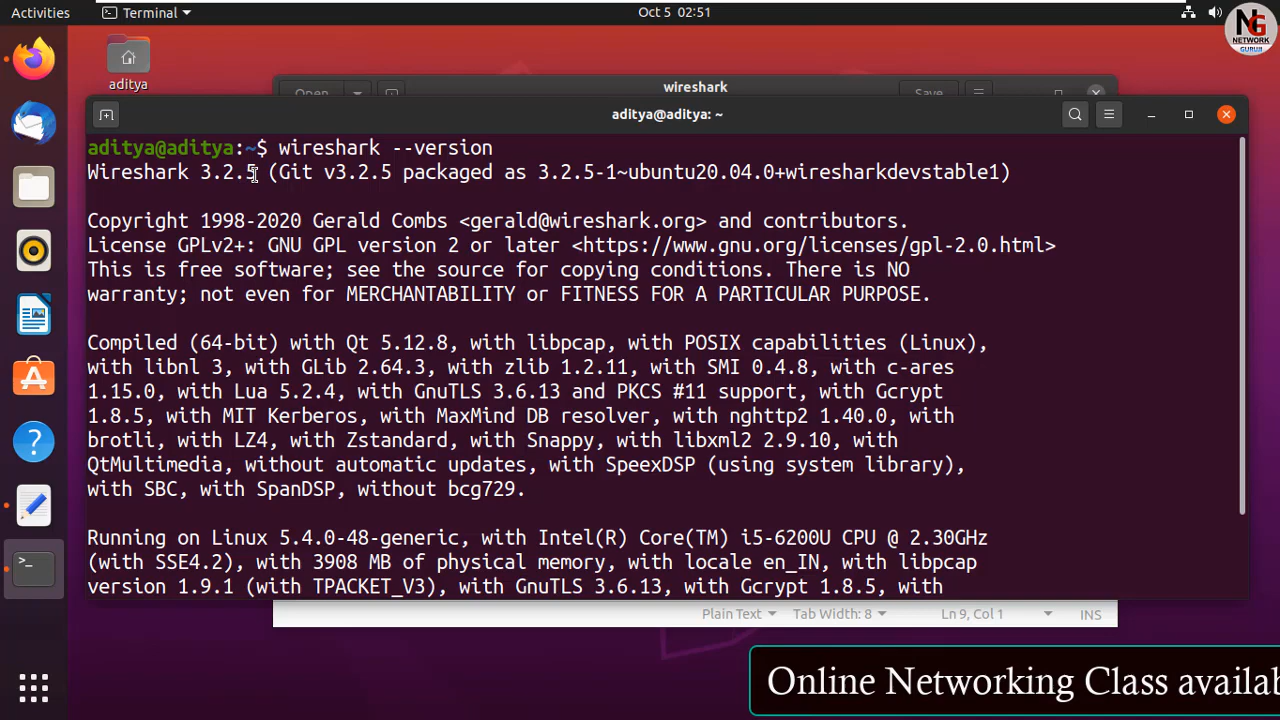 Activities
Terminal
Oct 5 02:51
NG
NETWORK
GURUJI
aditya
Open
wireshark
Save
aditya@aditya: ~
aditya@aditya:~$ wireshark --version
Wireshark 3.2.5 (Git v3.2.5 packaged as 3.2.5-1~ubuntu20.04.0+wiresharkdevstable1)
Copyright 1998-2020 Gerald Combs <gerald@wireshark.org> and contributors.
License GPLv2+: GNU GPL version 2 or later <https://www.gnu.org/licenses/gpl-2.0.html>
This is free software; see the source for copying conditions. There is NO
warranty; not even for MERCHANTABILITY or FITNESS FOR A PARTICULAR PURPOSE.
Compiled (64-bit) with Qt 5.12.8, with libpcap, with POSIX capabilities (Linux),
with libnl 3, with GLib 2.64.3, with zlib 1.2.11, with SMI 0.4.8, with c-ares
1.15.0, with Lua 5.2.4, with GnuTLS 3.6.13 and PKCS #11 support, with Gcrypt
1.8.5, with MIT Kerberos, with MaxMind DB resolver, with nghttp2 1.40.0, with
brotli, with LZ4, with Zstandard, with Snappy, with libxml2 2.9.10, with
QtMultimedia, without automatic updates, with SpeexDSP (using system library),
with SBC, with SpanDSP, without bcg729.
Running on Linux 5.4.0-48-generic, with Intel(R) Core(TM) i5-6200U CPU @ 2.30GHz
(with SSE4.2), with 3908 MB of physical memory, with locale en_IN, with libpcap
version 1.9.1 (with TPACKET_V3), with GnuTLS 3.6.13, with Gcrypt 1.8.5, with
Plain Text
Tab Width: 8
Ln 9, Col 1
INS
Online Networking Class availab